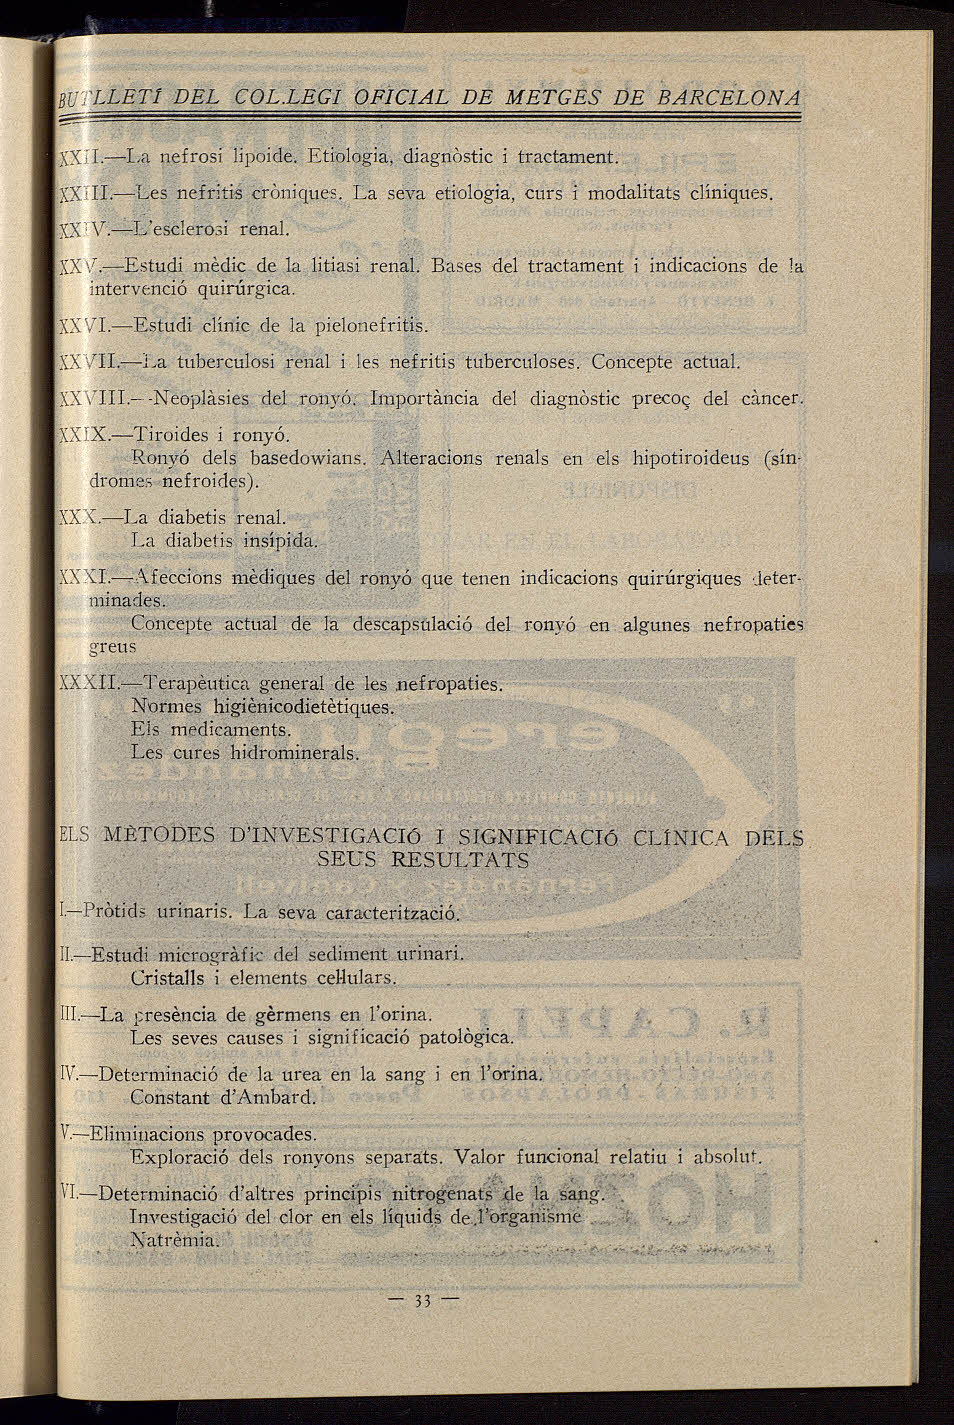 BUTLLETÍ DEL COL.LEGI OFICIAL DE METGES DE BARCELONA
XXII.—La nefrosi lipoide. Etiologia, diagnòstic i tractament.
XXIII.—Les nefritis cròniques. La seva etiologia, curs i modalitats clíniques.
XXIV.—L'esclerosi renal.
XXV.—Estudi mèdic de la litiasi renal. Bases del tractament i indicacions de la
intervenció quirúrgica.
XXVI.—Estudi clínic de la pielonefritis.
XXVII.—La tuberculosi renal i les nefritis tuberculoses. Concepte actual.
XXVIII.—Neoplàsies del ronyó. Importància del diagnòstic precoç del càncer.
XXIX.—Tiroides i ronyó.
Ronyó dels basedowians. Alteracions renals en els hipotiroideus (sín-
dromes nefroides).
XXX.—La diabetis renal.
La diabetis insípida.
XXXI.—Afeccions mèdiques del ronyó que tenen indicacions quirúrgiques deter-
minades.
Concepte actual de la descapsulació del ronyó en algunes nefropaties
greus
XXXII.—Terapèutica general de les nefropaties.
Normes higiènicodietètiques.
Els medicaments.
Les cures hidrominerals.
ELS MÈTODES D'INVESTIGACIÓ I SIGNIFICACIÓ CLÍNICA DELS
SEUS RESULTATS
I.—Pròtids urinaris. La seva caracterització.
II.—Estudi microgràfic del sediment urinari.
Cristalls i elements cel·lulars.
III.—La presència de gèrmens en l'orina.
Les seves causes i significació patològica.
IV.—Determinació de la urea en la sang i en l'orina.
Constant d'Ambard.
V.—Eliminacions provocades.
Exploració dels ronyons separats. Valor funcional relatiu i absolut.
VI.—Determinació d'altres principis nitrogenats de la sang.
Investigació del clor en els líquids de l'organisme
Natrèmia.
— 33 —